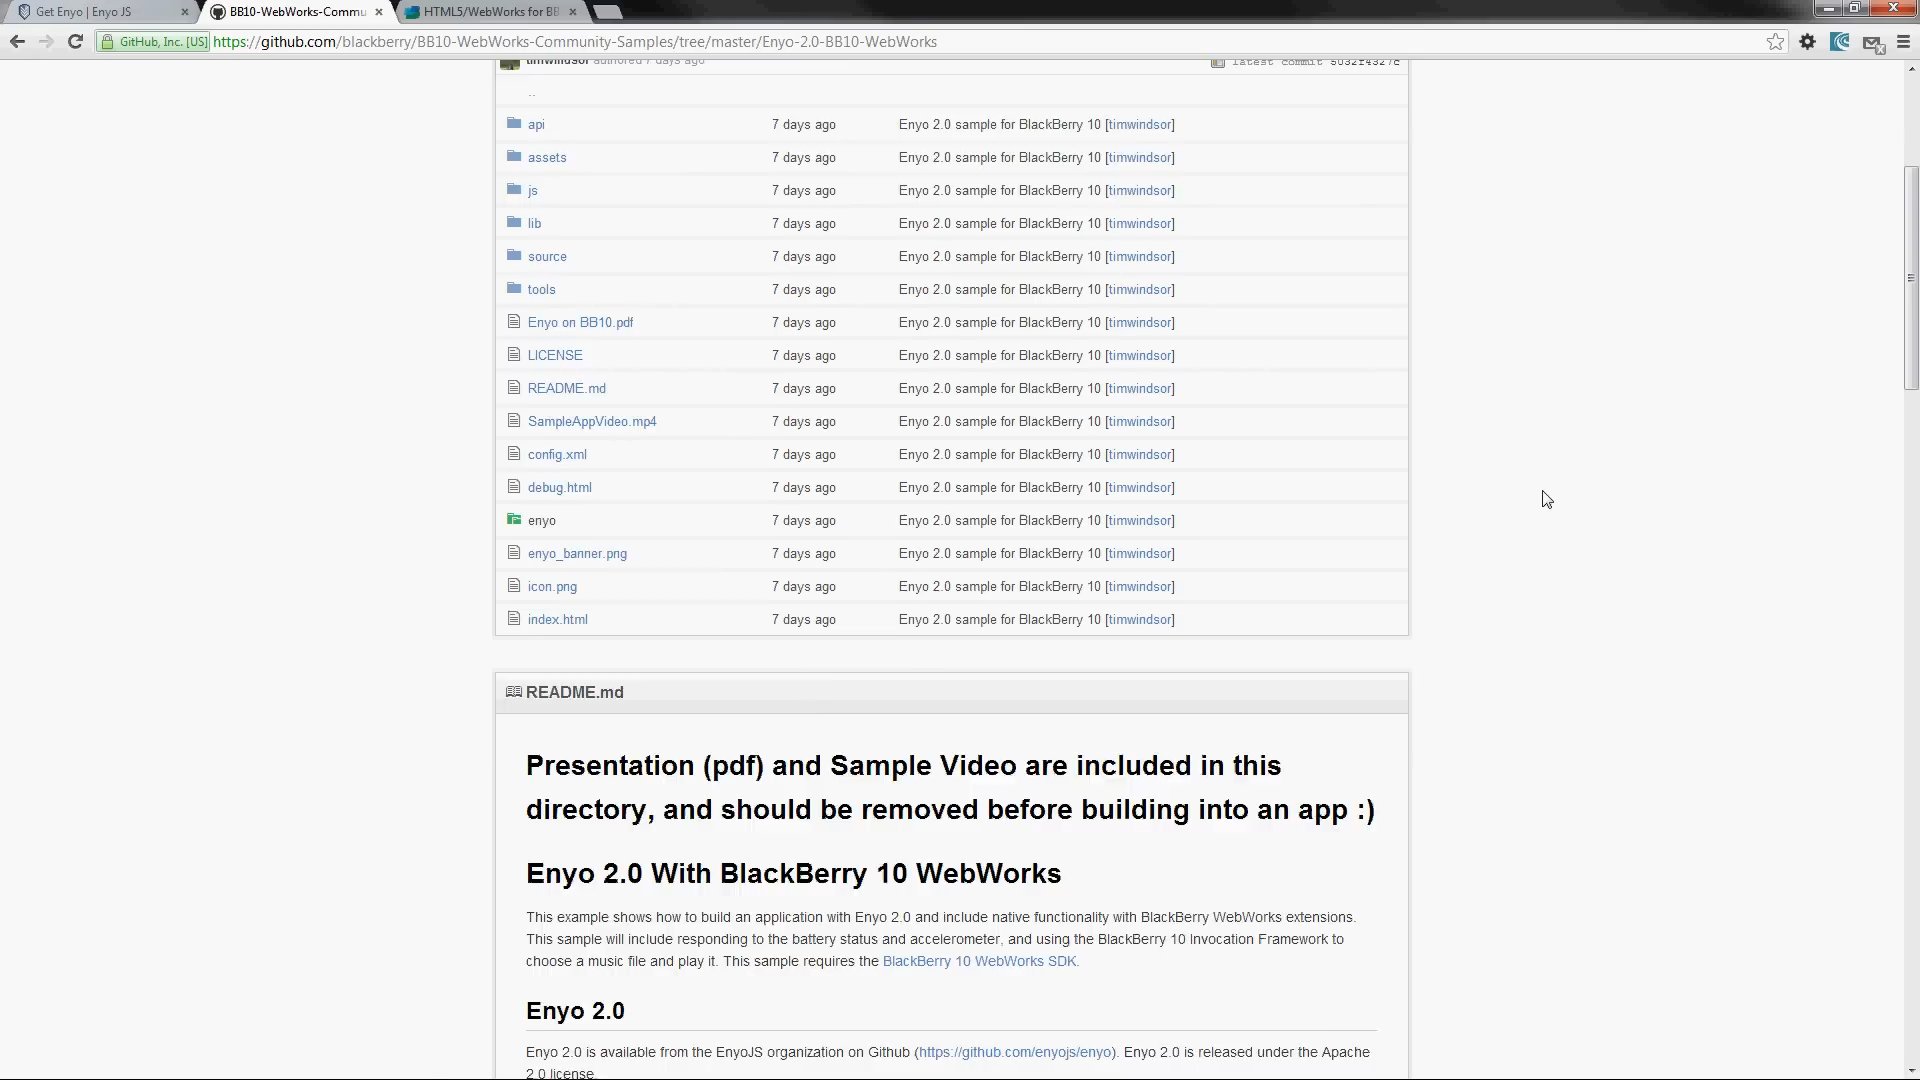 Get Enyo | Enyo JS
BB10-WebWorks-Commu
HTML5/WebWorks for BB
GitHub, Inc. [US] https://github.com/blackberry/BB10-WebWorks-Community-Samples/tree/master/Enyo-2.0-BB10-WebWorks
timwindsor authored 7 days ago latest commit
..
api 7 days ago Enyo 2.0 sample for BlackBerry 10 [timwindsor]
assets 7 days ago Enyo 2.0 sample for BlackBerry 10 [timwindsor]
js 7 days ago Enyo 2.0 sample for BlackBerry 10 [timwindsor]
lib 7 days ago Enyo 2.0 sample for BlackBerry 10 [timwindsor]
source 7 days ago Enyo 2.0 sample for BlackBerry 10 [timwindsor]
tools 7 days ago Enyo 2.0 sample for BlackBerry 10 [timwindsor]
Enyo on BB10.pdf 7 days ago Enyo 2.0 sample for BlackBerry 10 [timwindsor]
LICENSE 7 days ago Enyo 2.0 sample for BlackBerry 10 [timwindsor]
README.md 7 days ago Enyo 2.0 sample for BlackBerry 10 [timwindsor]
SampleAppVideo.mp4 7 days ago Enyo 2.0 sample for BlackBerry 10 [timwindsor]
config.xml 7 days ago Enyo 2.0 sample for BlackBerry 10 [timwindsor]
debug.html 7 days ago Enyo 2.0 sample for BlackBerry 10 [timwindsor]
enyo 7 days ago Enyo 2.0 sample for BlackBerry 10 [timwindsor]
enyo_banner.png 7 days ago Enyo 2.0 sample for BlackBerry 10 [timwindsor]
icon.png 7 days ago Enyo 2.0 sample for BlackBerry 10 [timwindsor]
index.html 7 days ago Enyo 2.0 sample for BlackBerry 10 [timwindsor]
README.md
Presentation (pdf) and Sample Video are included in this
directory, and should be removed before building into an app :)
Enyo 2.0 With BlackBerry 10 WebWorks
This example shows how to build an application with Enyo 2.0 and include native functionality with BlackBerry WebWorks extensions.
This sample will include responding to the battery status and accelerometer, and using the BlackBerry 10 Invocation Framework to
choose a music file and play it. This sample requires the BlackBerry 10 WebWorks SDK.
Enyo 2.0
Enyo 2.0 is available from the EnyoJS organization on Github (https://github.com/enyojs/enyo). Enyo 2.0 is released under the Apache
2.0 license.